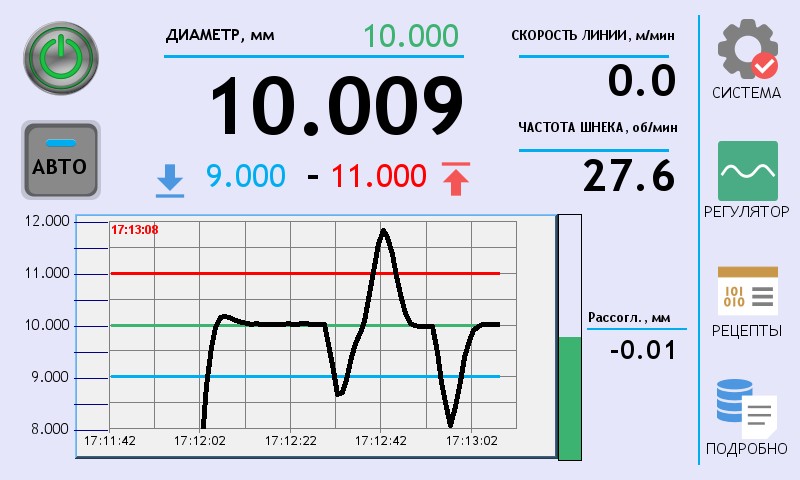 ДИАМЕТР, мм 10.000
10.009
9.000 - 11.000
АВТО
СКОРОСТЬ ЛИНИИ, м/мин
0.0
ЧАСТОТА ШНЕКА, об/мин
27.6
СИСТЕМА
РЕГУЛЯТОР
101
010
РЕЦЕПТЫ
ПОДРОБНО
17:13:08
12.000
11.000
10.000
9.000
8.000
17:11:42 17:12:02 17:12:22 17:12:42 17:13:02
Рассогл., мм
-0.01